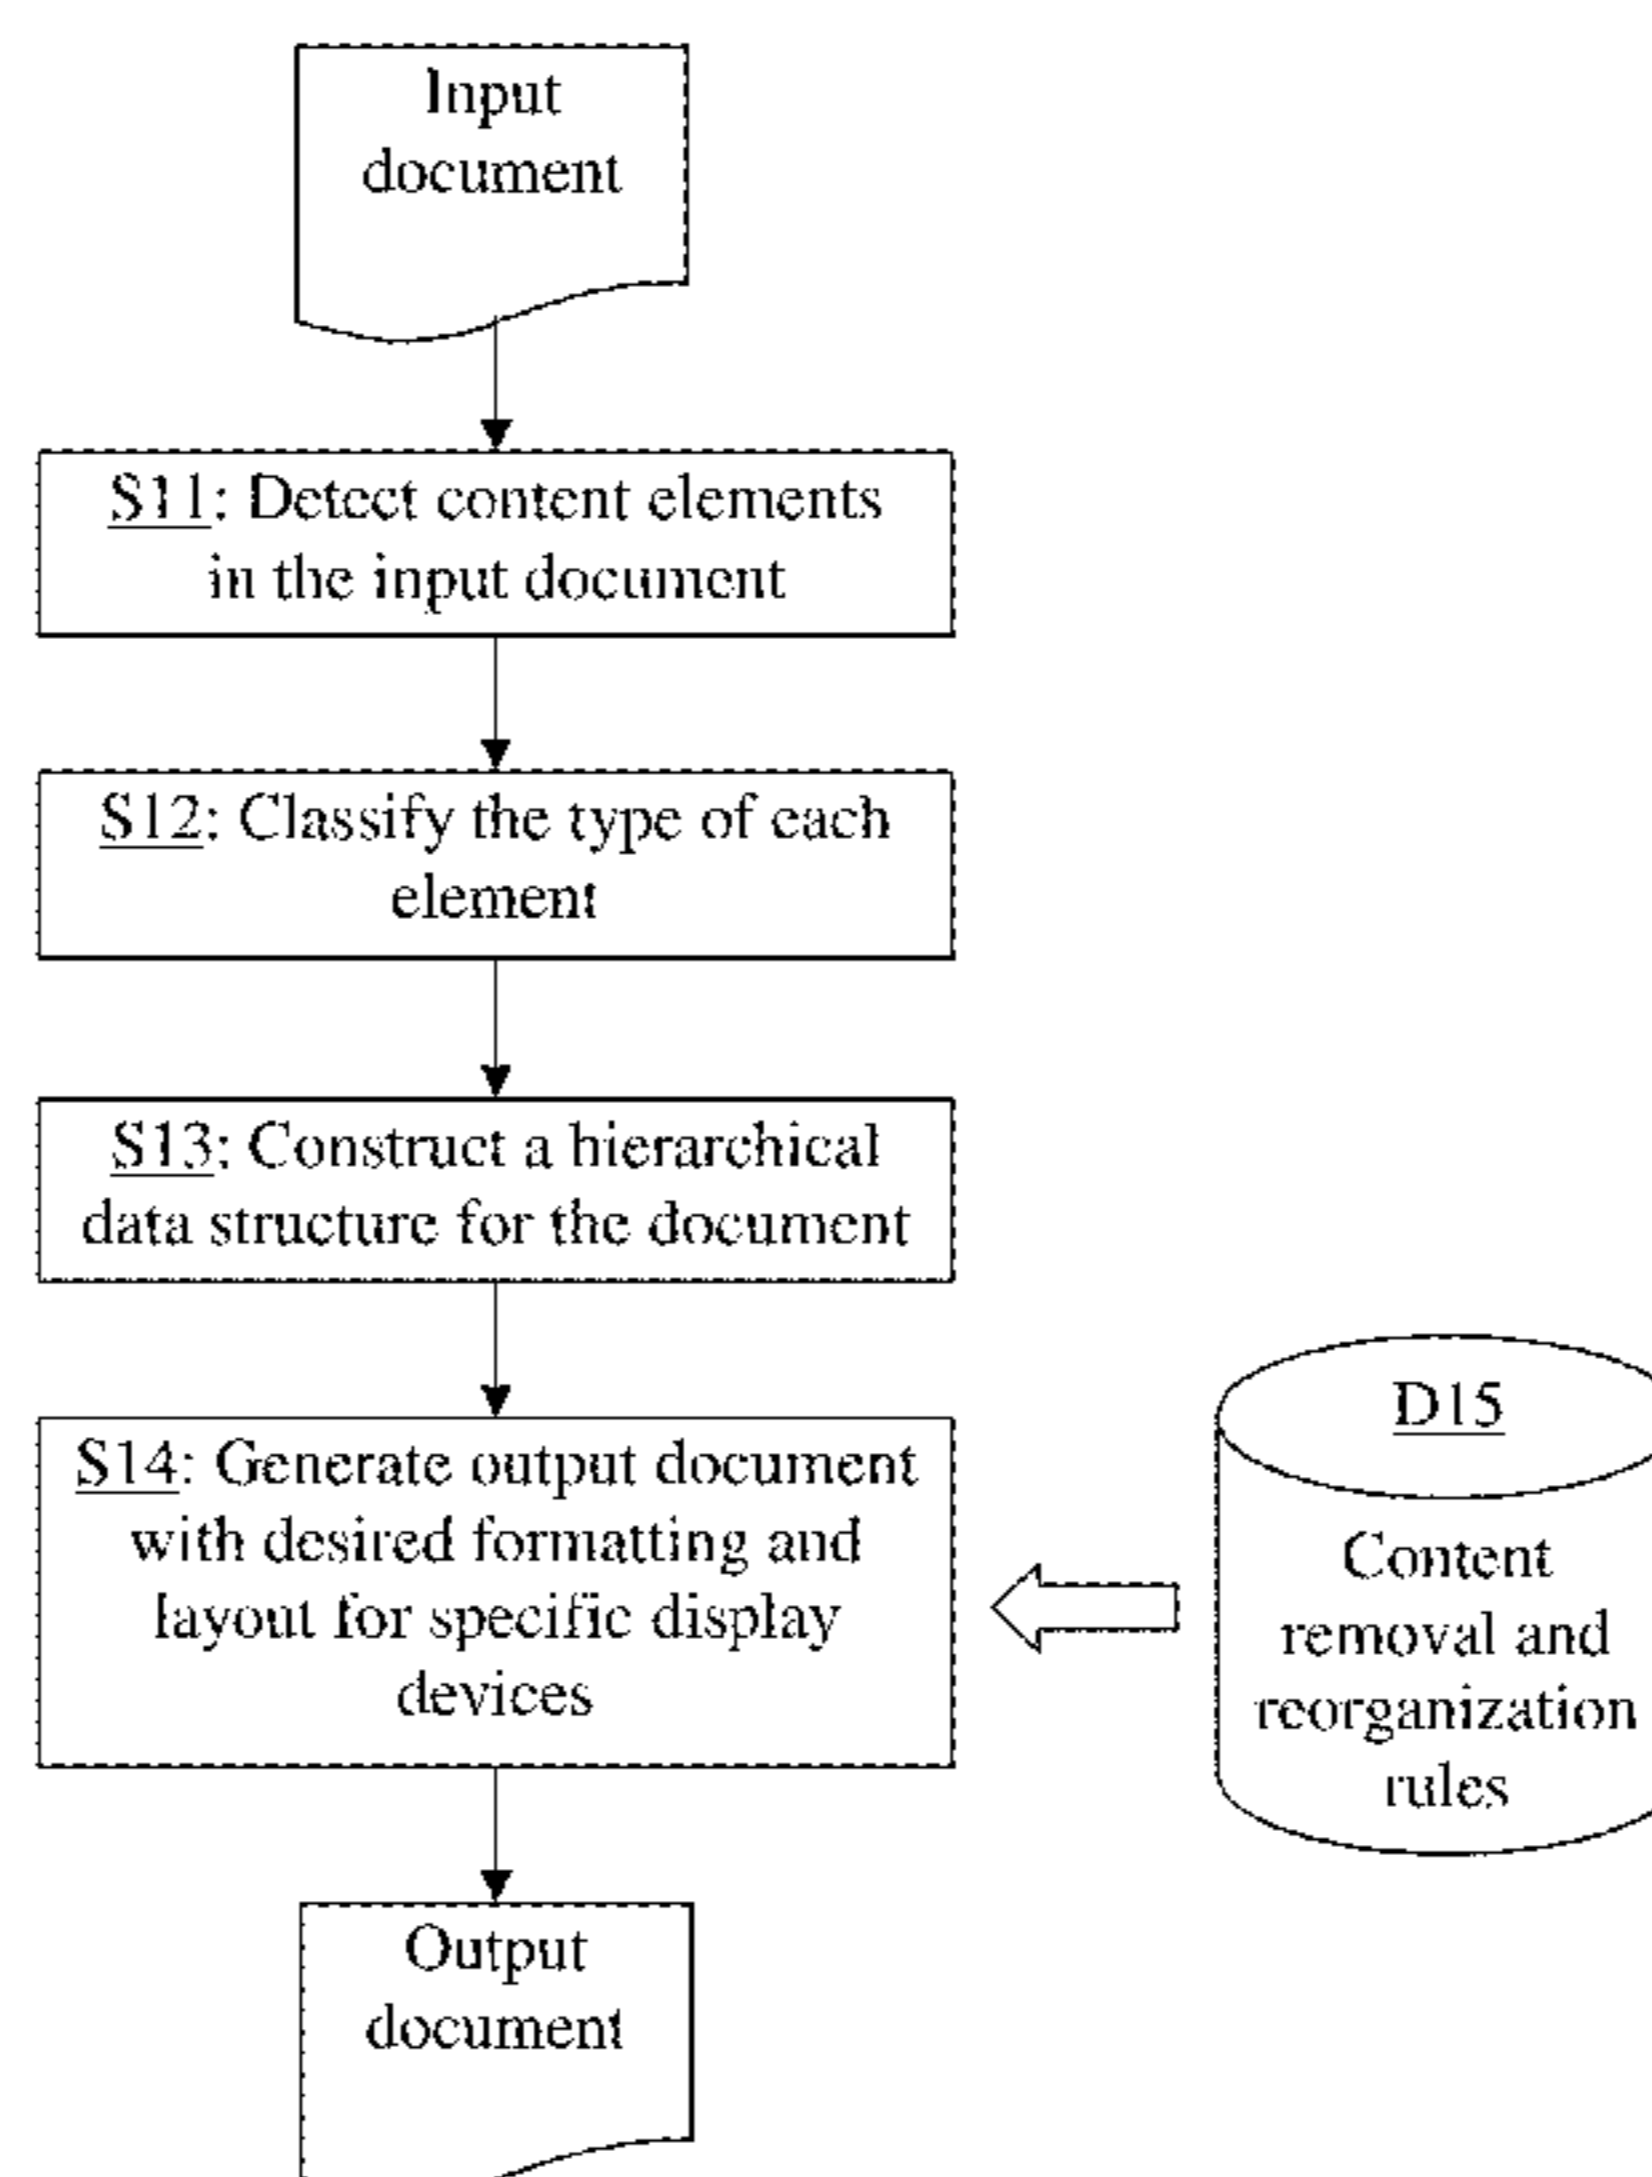 Input
document
S11: Detect content elements
in the input document
S12: Classify the type of each
element
S13: Construct a hierarchical
data structure for the document
S14: Generate output document
with desired formatting and
layout for specific display
devices
D15
Content
removal and
reorganization
rules
Output
document